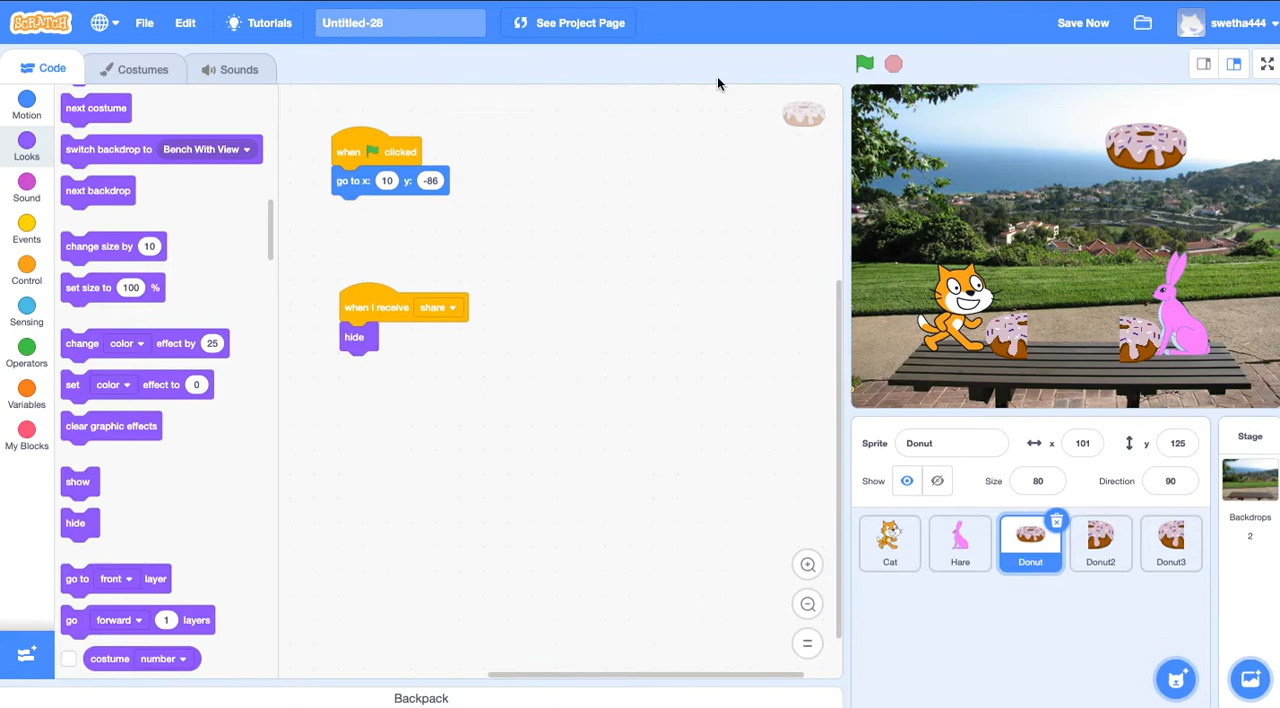 SCRATCH File Edit Tutorials Untitled-28 See Project Page Save Now swetha444
Code Costumes Sounds
Motion
Looks
Sound
Events
Control
Sensing
Operators
Variables
My Blocks
next costume
switch backdrop to Bench With View
next backdrop
change size by 10
set size to 100 %
change color effect by 25
set color effect to 0
clear graphic effects
show
hide
go to front layer
go forward 1 layers
costume number
when clicked
go to x: 10 y: -86
when I receive share
hide
Backpack
Sprite Donut x 101 y 125
Show Size 80 Direction 90
Cat Hare Donut Donut2 Donut3
Stage
Backdrops
2